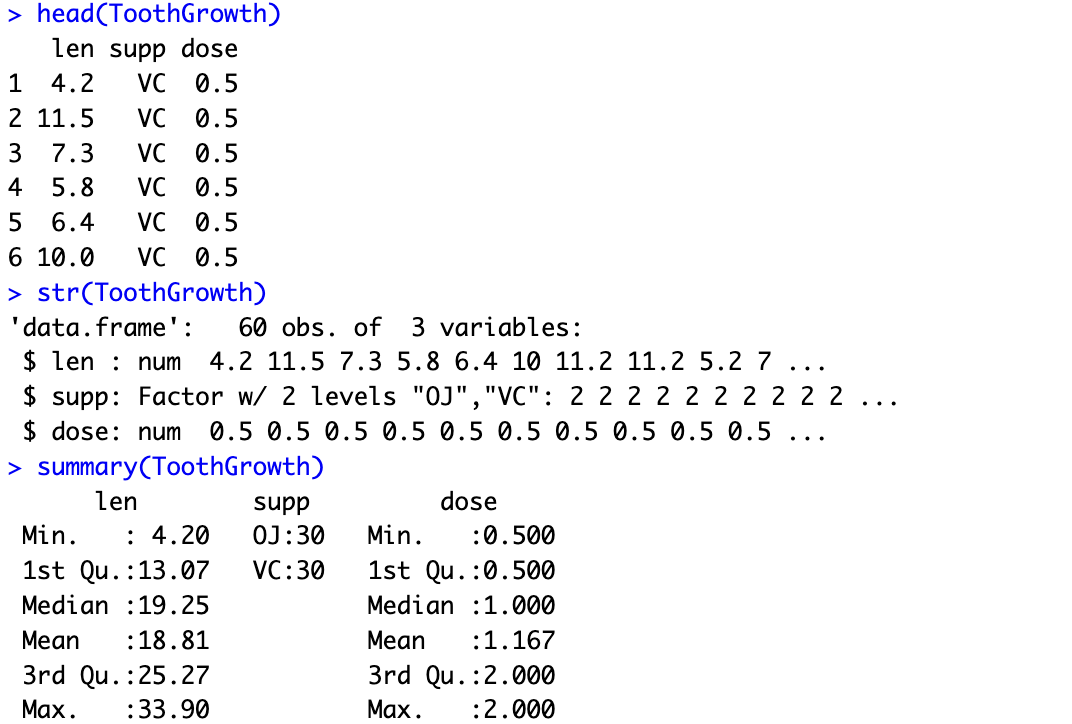 > head(ToothGrowth)
   len supp dose
1  4.2   VC  0.5
2 11.5   VC  0.5
3  7.3   VC  0.5
4  5.8   VC  0.5
5  6.4   VC  0.5
6 10.0   VC  0.5
> str(ToothGrowth)
'data.frame':   60 obs. of  3 variables:
 $ len : num  4.2 11.5 7.3 5.8 6.4 10 11.2 11.2 5.2 7 ...
 $ supp: Factor w/ 2 levels "OJ","VC": 2 2 2 2 2 2 2 2 2 2 ...
 $ dose: num  0.5 0.5 0.5 0.5 0.5 0.5 0.5 0.5 0.5 0.5 ...
> summary(ToothGrowth)
      len        supp         dose
 Min.   : 4.20   OJ:30   Min.   :0.500
 1st Qu.:13.07   VC:30   1st Qu.:0.500
 Median :19.25           Median :1.000
 Mean   :18.81           Mean   :1.167
 3rd Qu.:25.27           3rd Qu.:2.000
 Max.   :33.90           Max.   :2.000